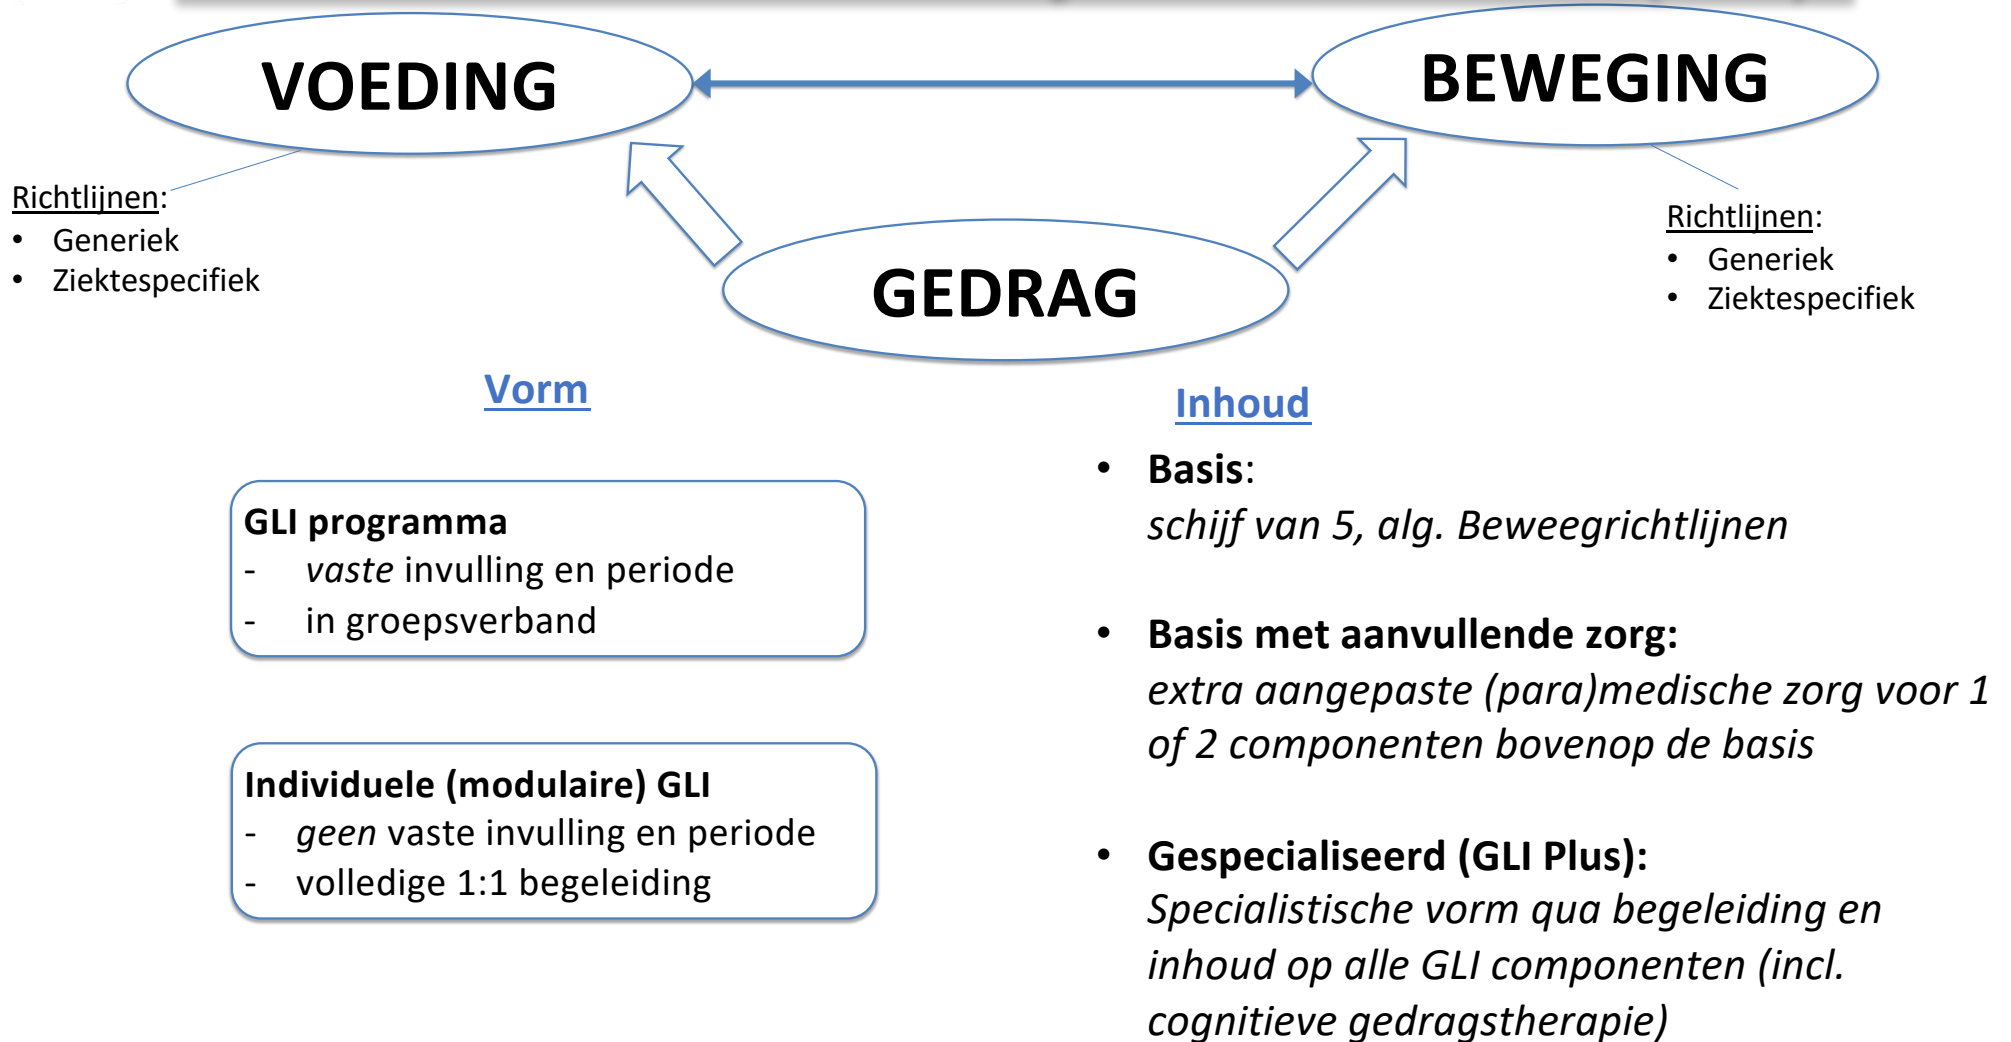 VOEDING
BEWEGING
Richtlijnen:
• Generiek
• Ziektespecifiek
Richtlijnen:
• Generiek
• Ziektespecifiek
GEDRAG
Vorm
GLI programma
- vaste invulling en periode
- in groepsverband
Individuele (modulaire) GLI
- geen vaste invulling en periode
- volledige 1:1 begeleiding
Inhoud
• Basis:
schijf van 5, alg. Beweegrichtlijnen
• Basis met aanvullende zorg:
extra aangepaste (para)medische zorg voor 1
of 2 componenten bovenop de basis
• Gespecialiseerd (GLI Plus):
Specialistische vorm qua begeleiding en
inhoud op alle GLI componenten (incl.
cognitieve gedragstherapie)